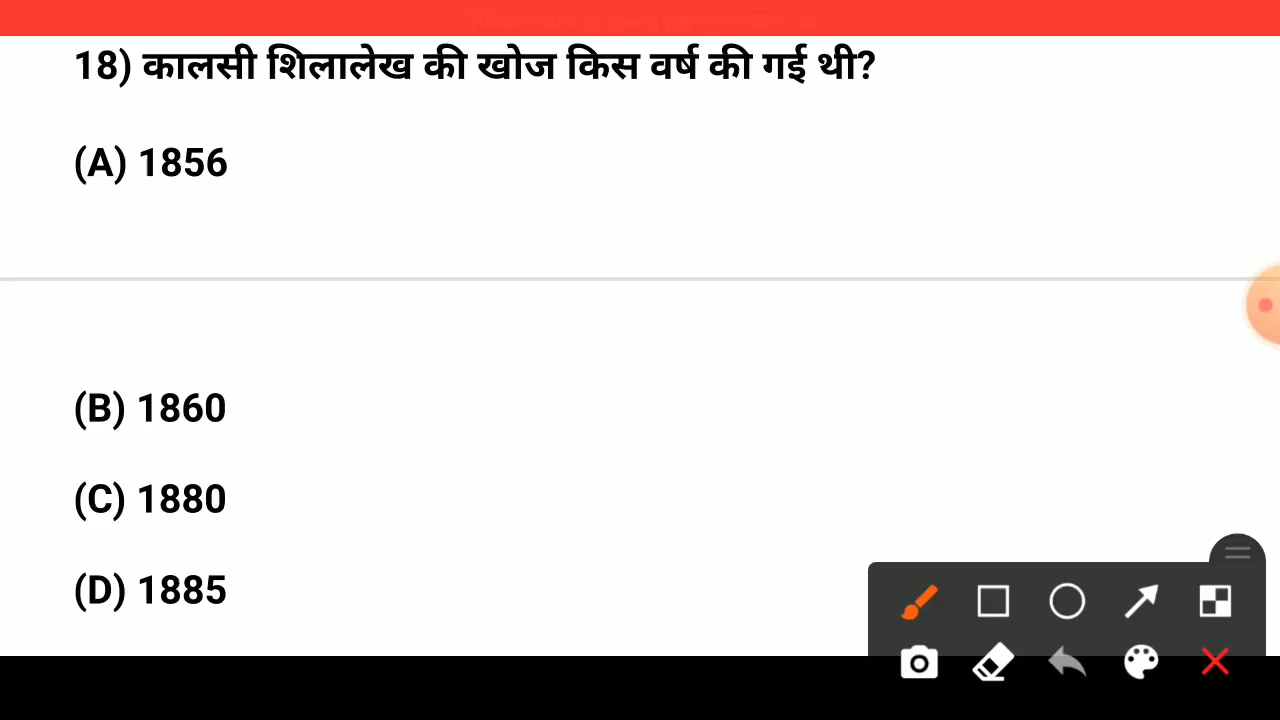 18) कालसी शिलालेख की खोज किस वर्ष की गई थी?
(A) 1856
(B) 1860
(C) 1880
(D) 1885